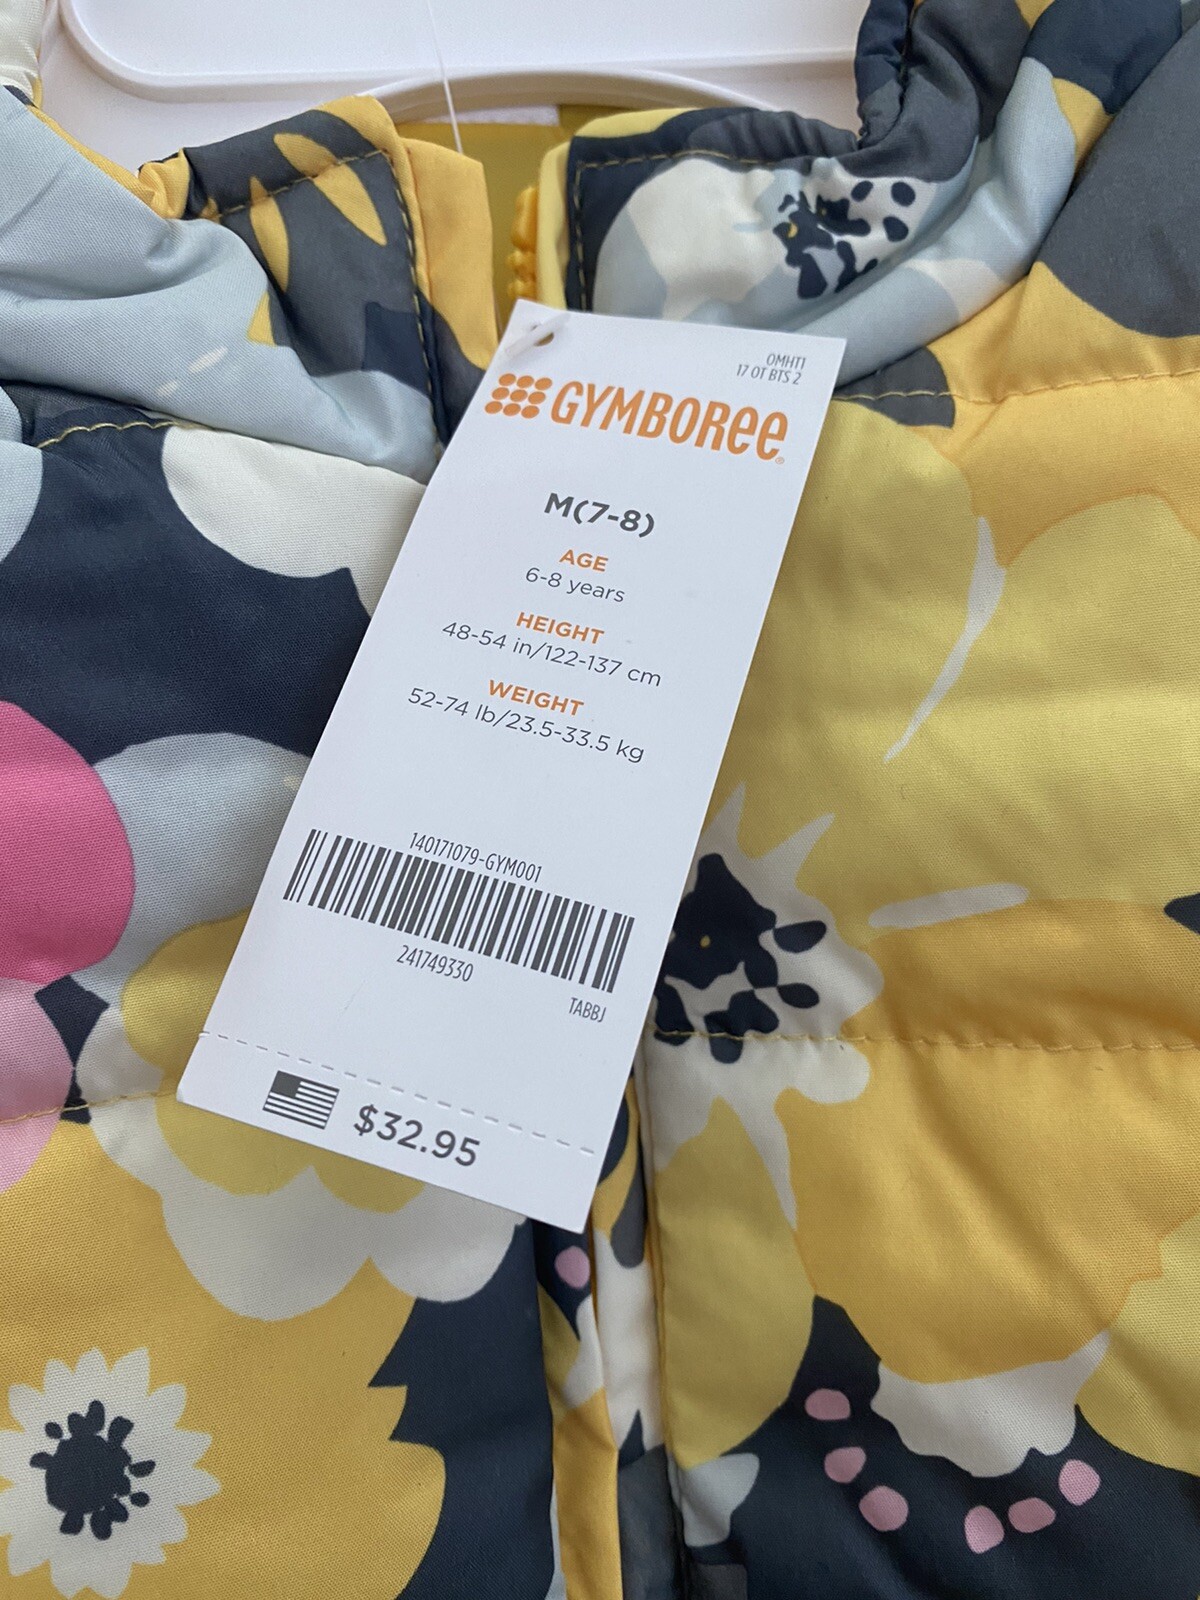 OMHT1
17 OT BTS 2
GYMBOREE®
M(7-8)
AGE
6-8 years
HEIGHT
48-54 in/122-137 cm
WEIGHT
52-74 lb/23.5-33.5 kg
140171079-GYM001
241749330
TABBJ
$32.95